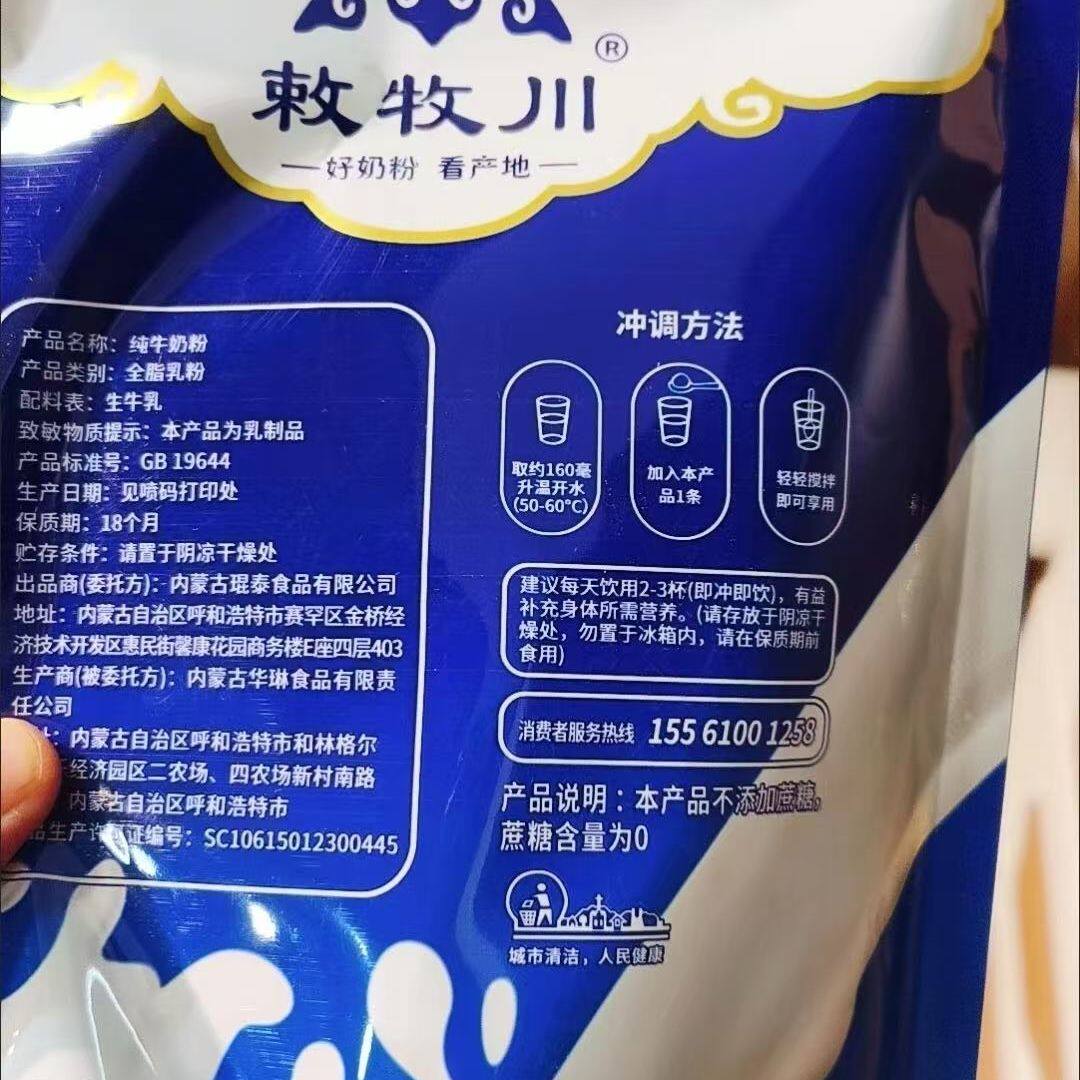 敕牧川®
好奶粉 看产地
产品名称：纯牛奶粉
产品类别：全脂乳粉
配料表：生牛乳
致敏物质提示：本产品为乳制品
产品标准号：GB 19644
生产日期：见喷码打印处
保质期：18个月
贮存条件：请置于阴凉干燥处
出品商(委托方)：内蒙古琨泰食品有限公司
地址：内蒙古自治区呼和浩特市赛罕区金桥经
济技术开发区惠民街馨康花园商务楼E座四层403
生产商(被委托方)：内蒙古华琳食品有限责
任公司
址：内蒙古自治区呼和浩特市和林格尔
经济园区二农场、四农场新村南路
内蒙古自治区呼和浩特市
品生产许可证编号：SC10615012300445
冲调方法
取约160毫
升温开水
(50-60°C)
加入本产
品1条
轻轻搅拌
即可享用
建议每天饮用2-3杯(即冲即饮)，有益
补充身体所需营养。(请存放于阴凉干
燥处，勿置于冰箱内，请在保质期前
食用)
消费者服务热线 155 6100 1258
产品说明：本产品不添加蔗糖，
蔗糖含量为0
城市清洁，人民健康